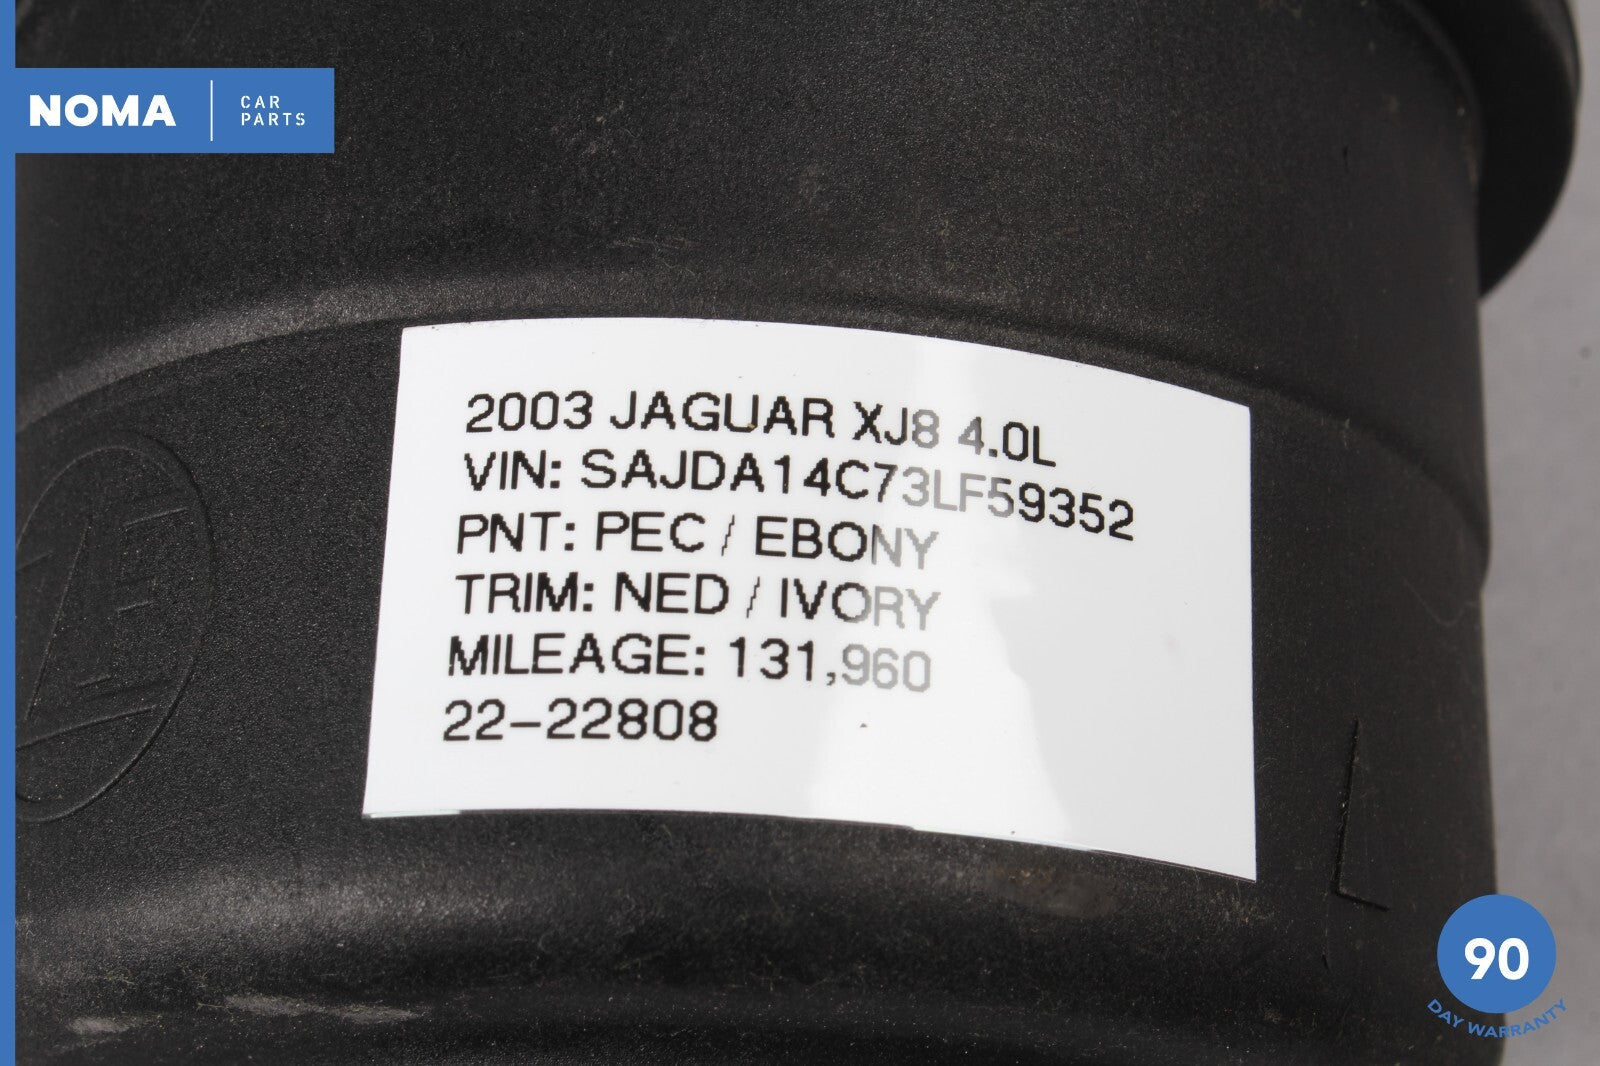 NOMA
CAR
PARTS
2003 JAGUAR XJ8 4.0L
VIN: SAJDA14C73LF59352
PNT: PEC / EBONY
TRIM: NED / IVORY
MILEAGE: 131,960
22-22808
90
DAY WARRANTY